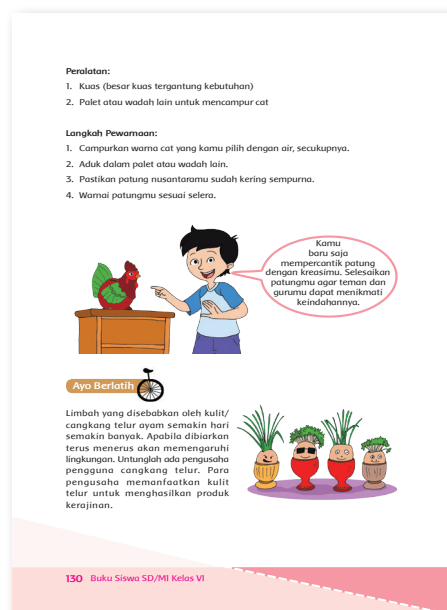 Peralatan:
1. Kuas (besar kuas tergantung kebutuhan)
2. Palet atau wadah lain untuk mencampur cat
Langkah Pewarnaan:
1. Campurkan warna cat yang kamu pilih dengan air, secukupnya.
2. Aduk dalam palet atau wadah lain.
3. Pastikan patung nusantaramu sudah kering sempurna.
4. Warnai patungmu sesuai selera.
Kamu
baru saja
mempercantik patung
dengan kreasimu. Selesaikan
patungmu agar teman dan
gurumu dapat menikmati
keindahannya.
Ayo Berlatih
Limbah yang disebabkan oleh kulit/
cangkang telur ayam semakin hari
semakin banyak. Apabila dibiarkan
terus menerus akan memengaruhi
lingkungan. Untunglah ada pengusaha
pengguna cangkang telur. Para
pengusaha memanfaatkan kulit
telur untuk menghasilkan produk
kerajinan.
130 Buku Siswa SD/MI Kelas VI